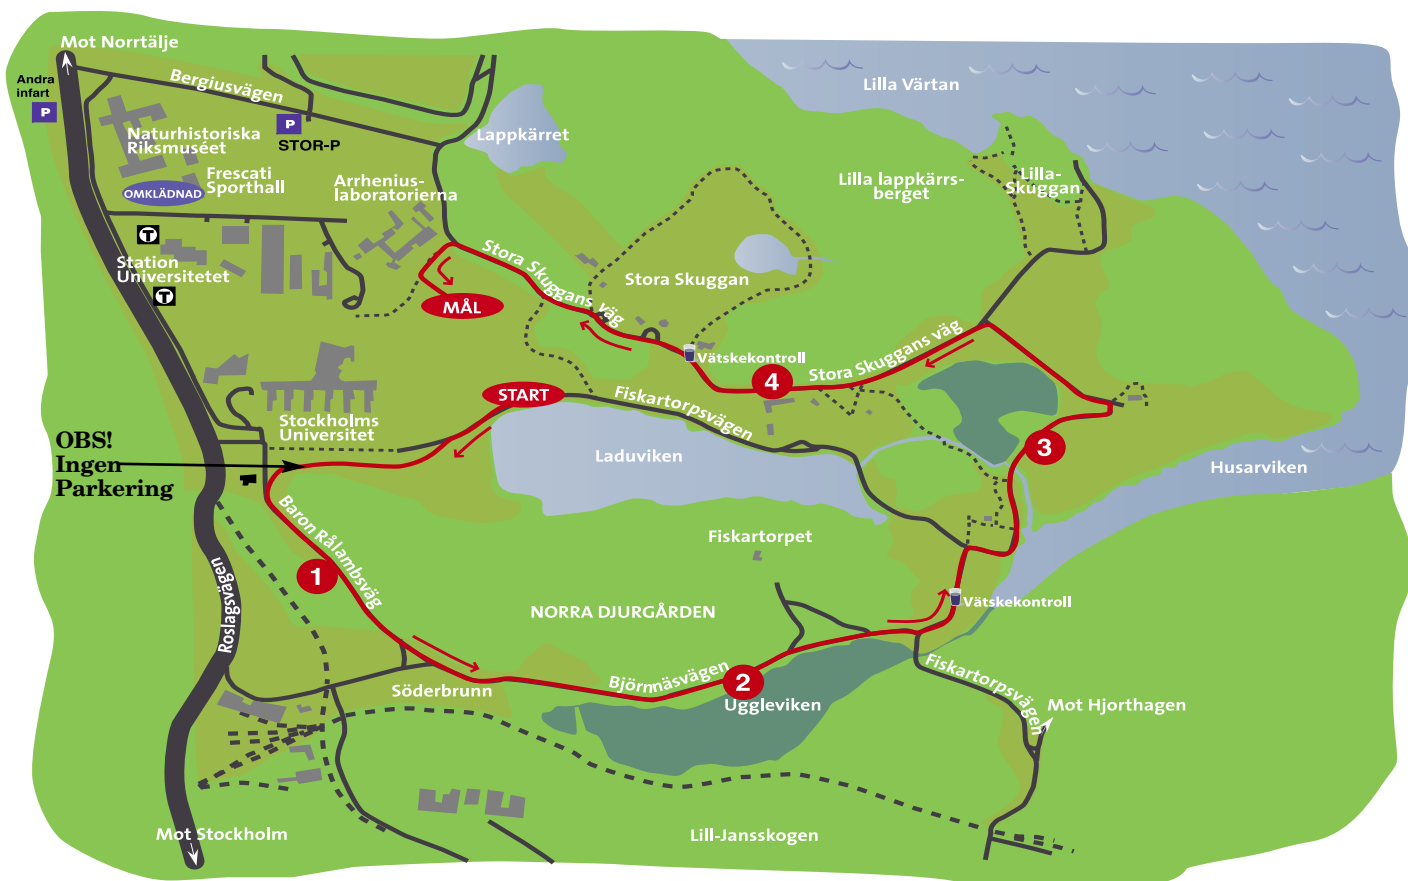 Mot Norrtälje
Andra
infart
P
Bergiusvägen
P
STOR-P
Naturhistoriska
Riksmuséet
Frescati
Sporthall
OMKLÄDNAD
Arrhenius-
laboratorierna
Lappkärret
Lilla Värtan
Lilla lappkärrs-
berget
Lilla-
Skuggan
T
Station
Universitetet
T
MÅL
Stora Skuggans väg
Stora Skuggan
Vätskekontroll
4
Stora Skuggans väg
START
Fiskartorpsvägen
Stockholms
Universitet
OBS!
Ingen
Parkering
Laduviken
3
Husarviken
Baron Rålambsväg
1
Fiskartorpet
Roslagsvägen
NORRA DJURGÅRDEN
Vätskekontroll
Björnnäsvägen
2
Uggleviken
Söderbrunn
Fiskartorpsvägen
Mot Hjorthagen
Mot Stockholm
Lill-Jansskogen